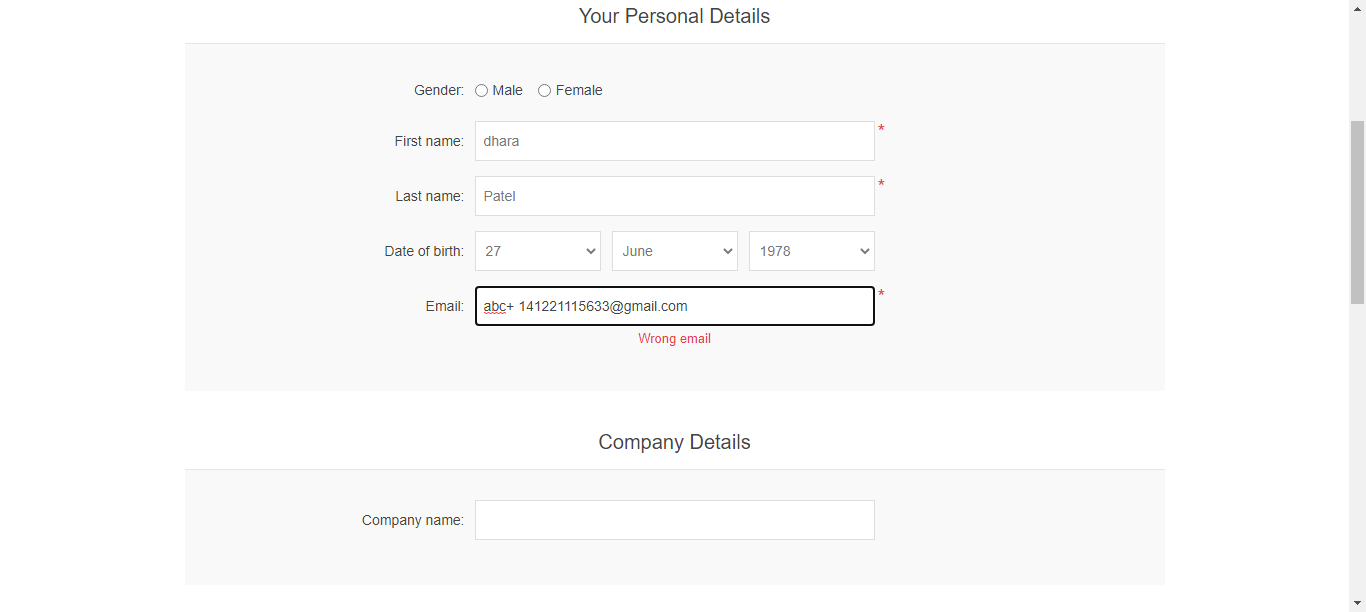 Your Personal Details
Gender: Male Female
First name: dhara *
Last name: Patel *
Date of birth: 27 June 1978
Email: abc+ 141221115633@gmail.com *
Wrong email
Company Details
Company name: